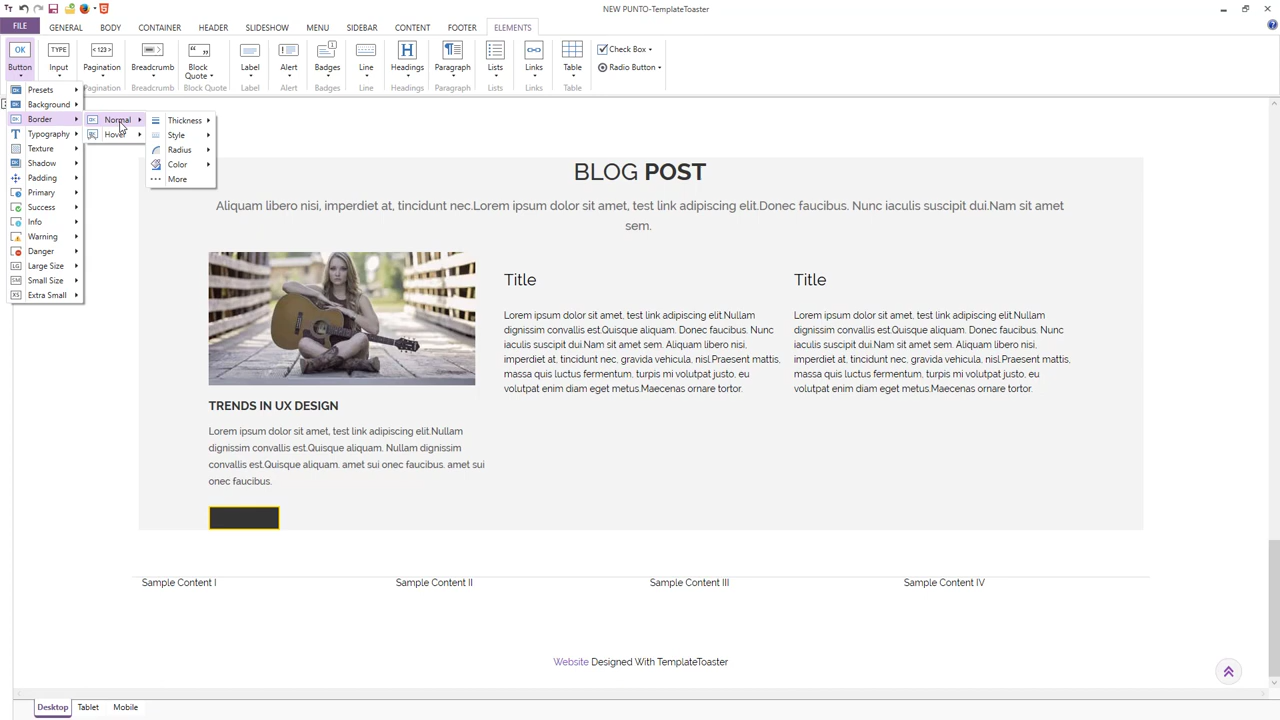 NEW PUNTO-TemplateToaster
FILE GENERAL BODY CONTAINER HEADER SLIDESHOW MENU SIDEBAR CONTENT FOOTER ELEMENTS
Button Input Pagination Breadcrumb Block Quote Label Alert Badges Line Headings Paragraph Lists Links Table
Check Box
Radio Button
Pagination Breadcrumb Block Quote Label Alert Badges Line Headings Paragraph Lists Links Table
Presets
Background
Border
Typography
Texture
Shadow
Padding
Primary
Success
Info
Warning
Danger
Large Size
Small Size
Extra Small
Normal
Hover
Thickness
Style
Radius
Color
More
BLOG POST
Aliquam libero nisi, imperdiet at, tincidunt nec.Lorem ipsum dolor sit amet, test link adipiscing elit.Donec faucibus. Nunc iaculis suscipit dui.Nam sit amet
sem.
TRENDS IN UX DESIGN
Lorem ipsum dolor sit amet, test link adipiscing elit.Nullam
dignissim convallis est.Quisque aliquam. Nullam dignissim
convallis est.Quisque aliquam. amet sui onec faucibus. amet sui
onec faucibus.
Title
Lorem ipsum dolor sit amet, test link adipiscing elit.Nullam
dignissim convallis est.Quisque aliquam. Donec faucibus. Nunc
iaculis suscipit dui.Nam sit amet sem. Aliquam libero nisi,
imperdiet at, tincidunt nec, gravida vehicula, nisl.Praesent mattis,
massa quis luctus fermentum, turpis mi volutpat justo, eu
volutpat enim diam eget metus.Maecenas ornare tortor.
Title
Lorem ipsum dolor sit amet, test link adipiscing elit.Nullam
dignissim convallis est.Quisque aliquam. Donec faucibus. Nunc
iaculis suscipit dui.Nam sit amet sem. Aliquam libero nisi,
imperdiet at, tincidunt nec, gravida vehicula, nisl.Praesent mattis,
massa quis luctus fermentum, turpis mi volutpat justo, eu
volutpat enim diam eget metus.Maecenas ornare tortor.
Sample Content I Sample Content II Sample Content III Sample Content IV
Website Designed With TemplateToaster
Desktop Tablet Mobile